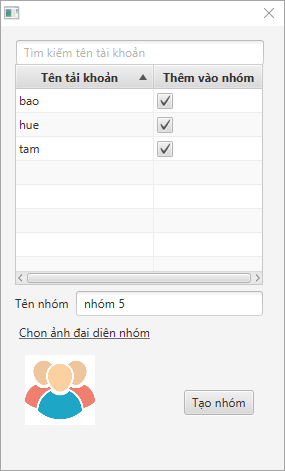 Tìm kiếm tên tài khoản
Tên tải khoản Thêm vào nhóm
bao
hue
tam
Tên nhóm nhóm 5
Chọn ảnh đại diện nhóm
Tạo nhóm